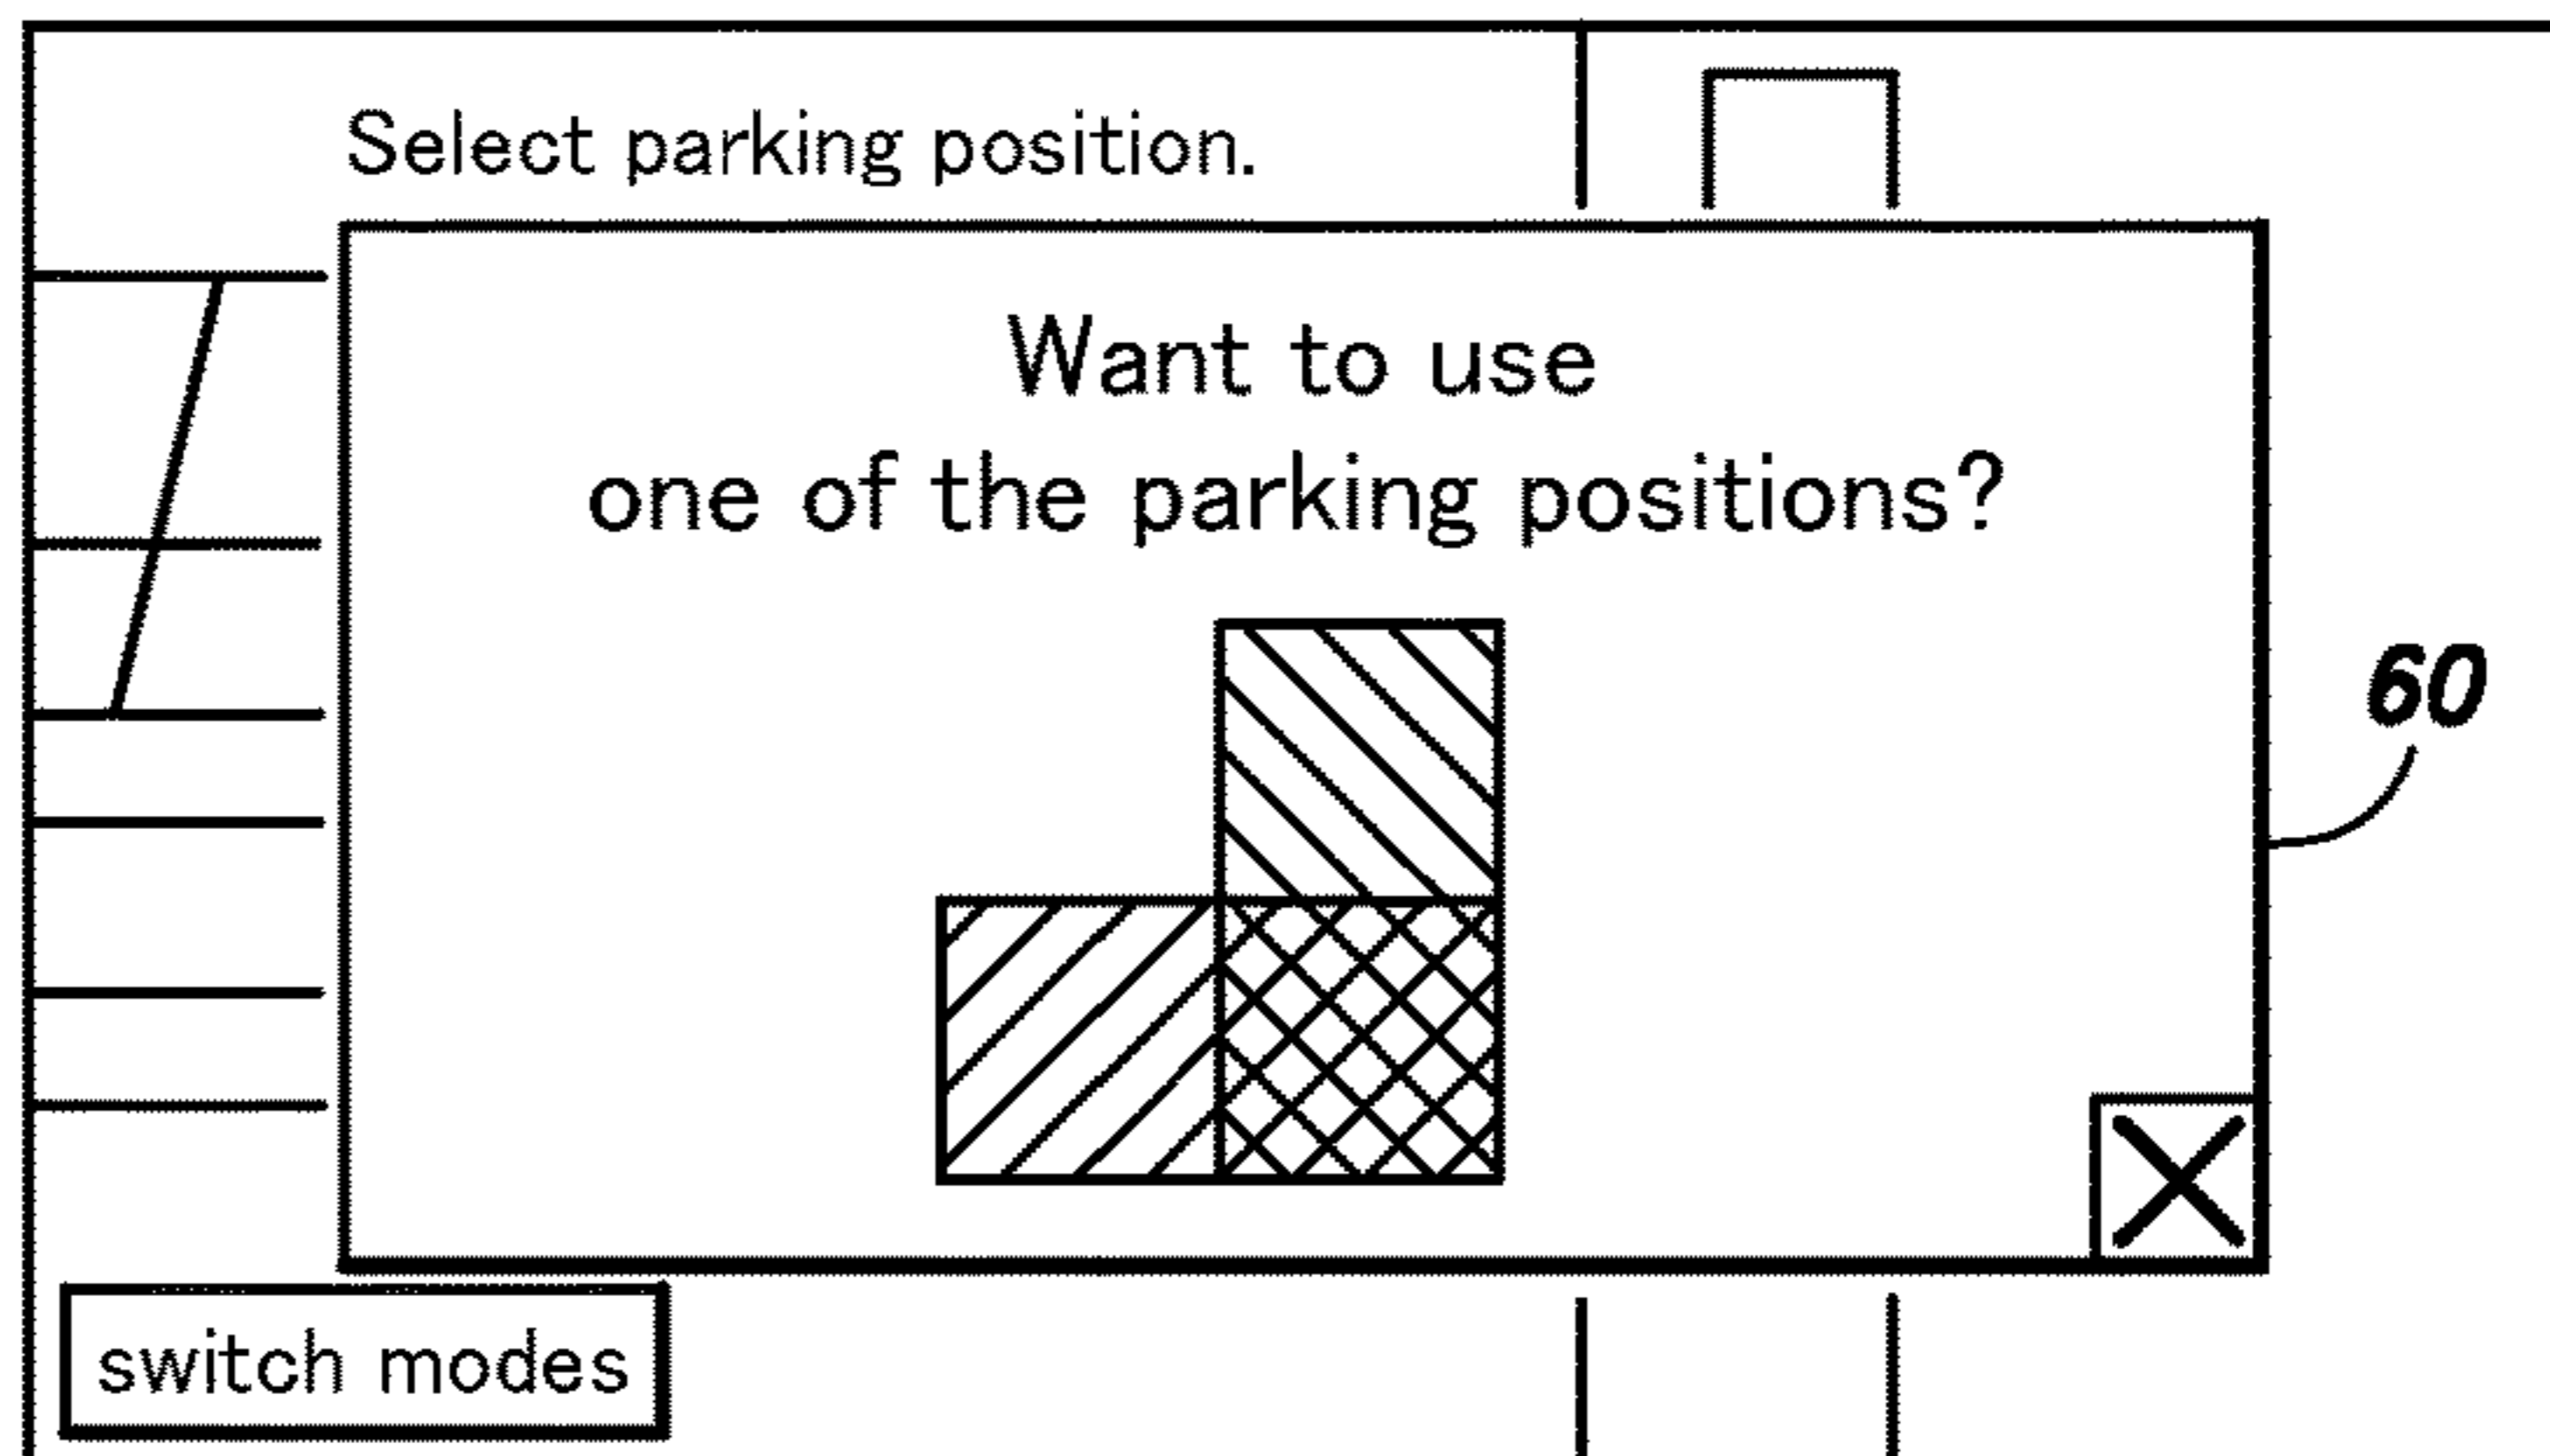 Select parking position.
Want to use
one of the parking positions?
60
switch modes